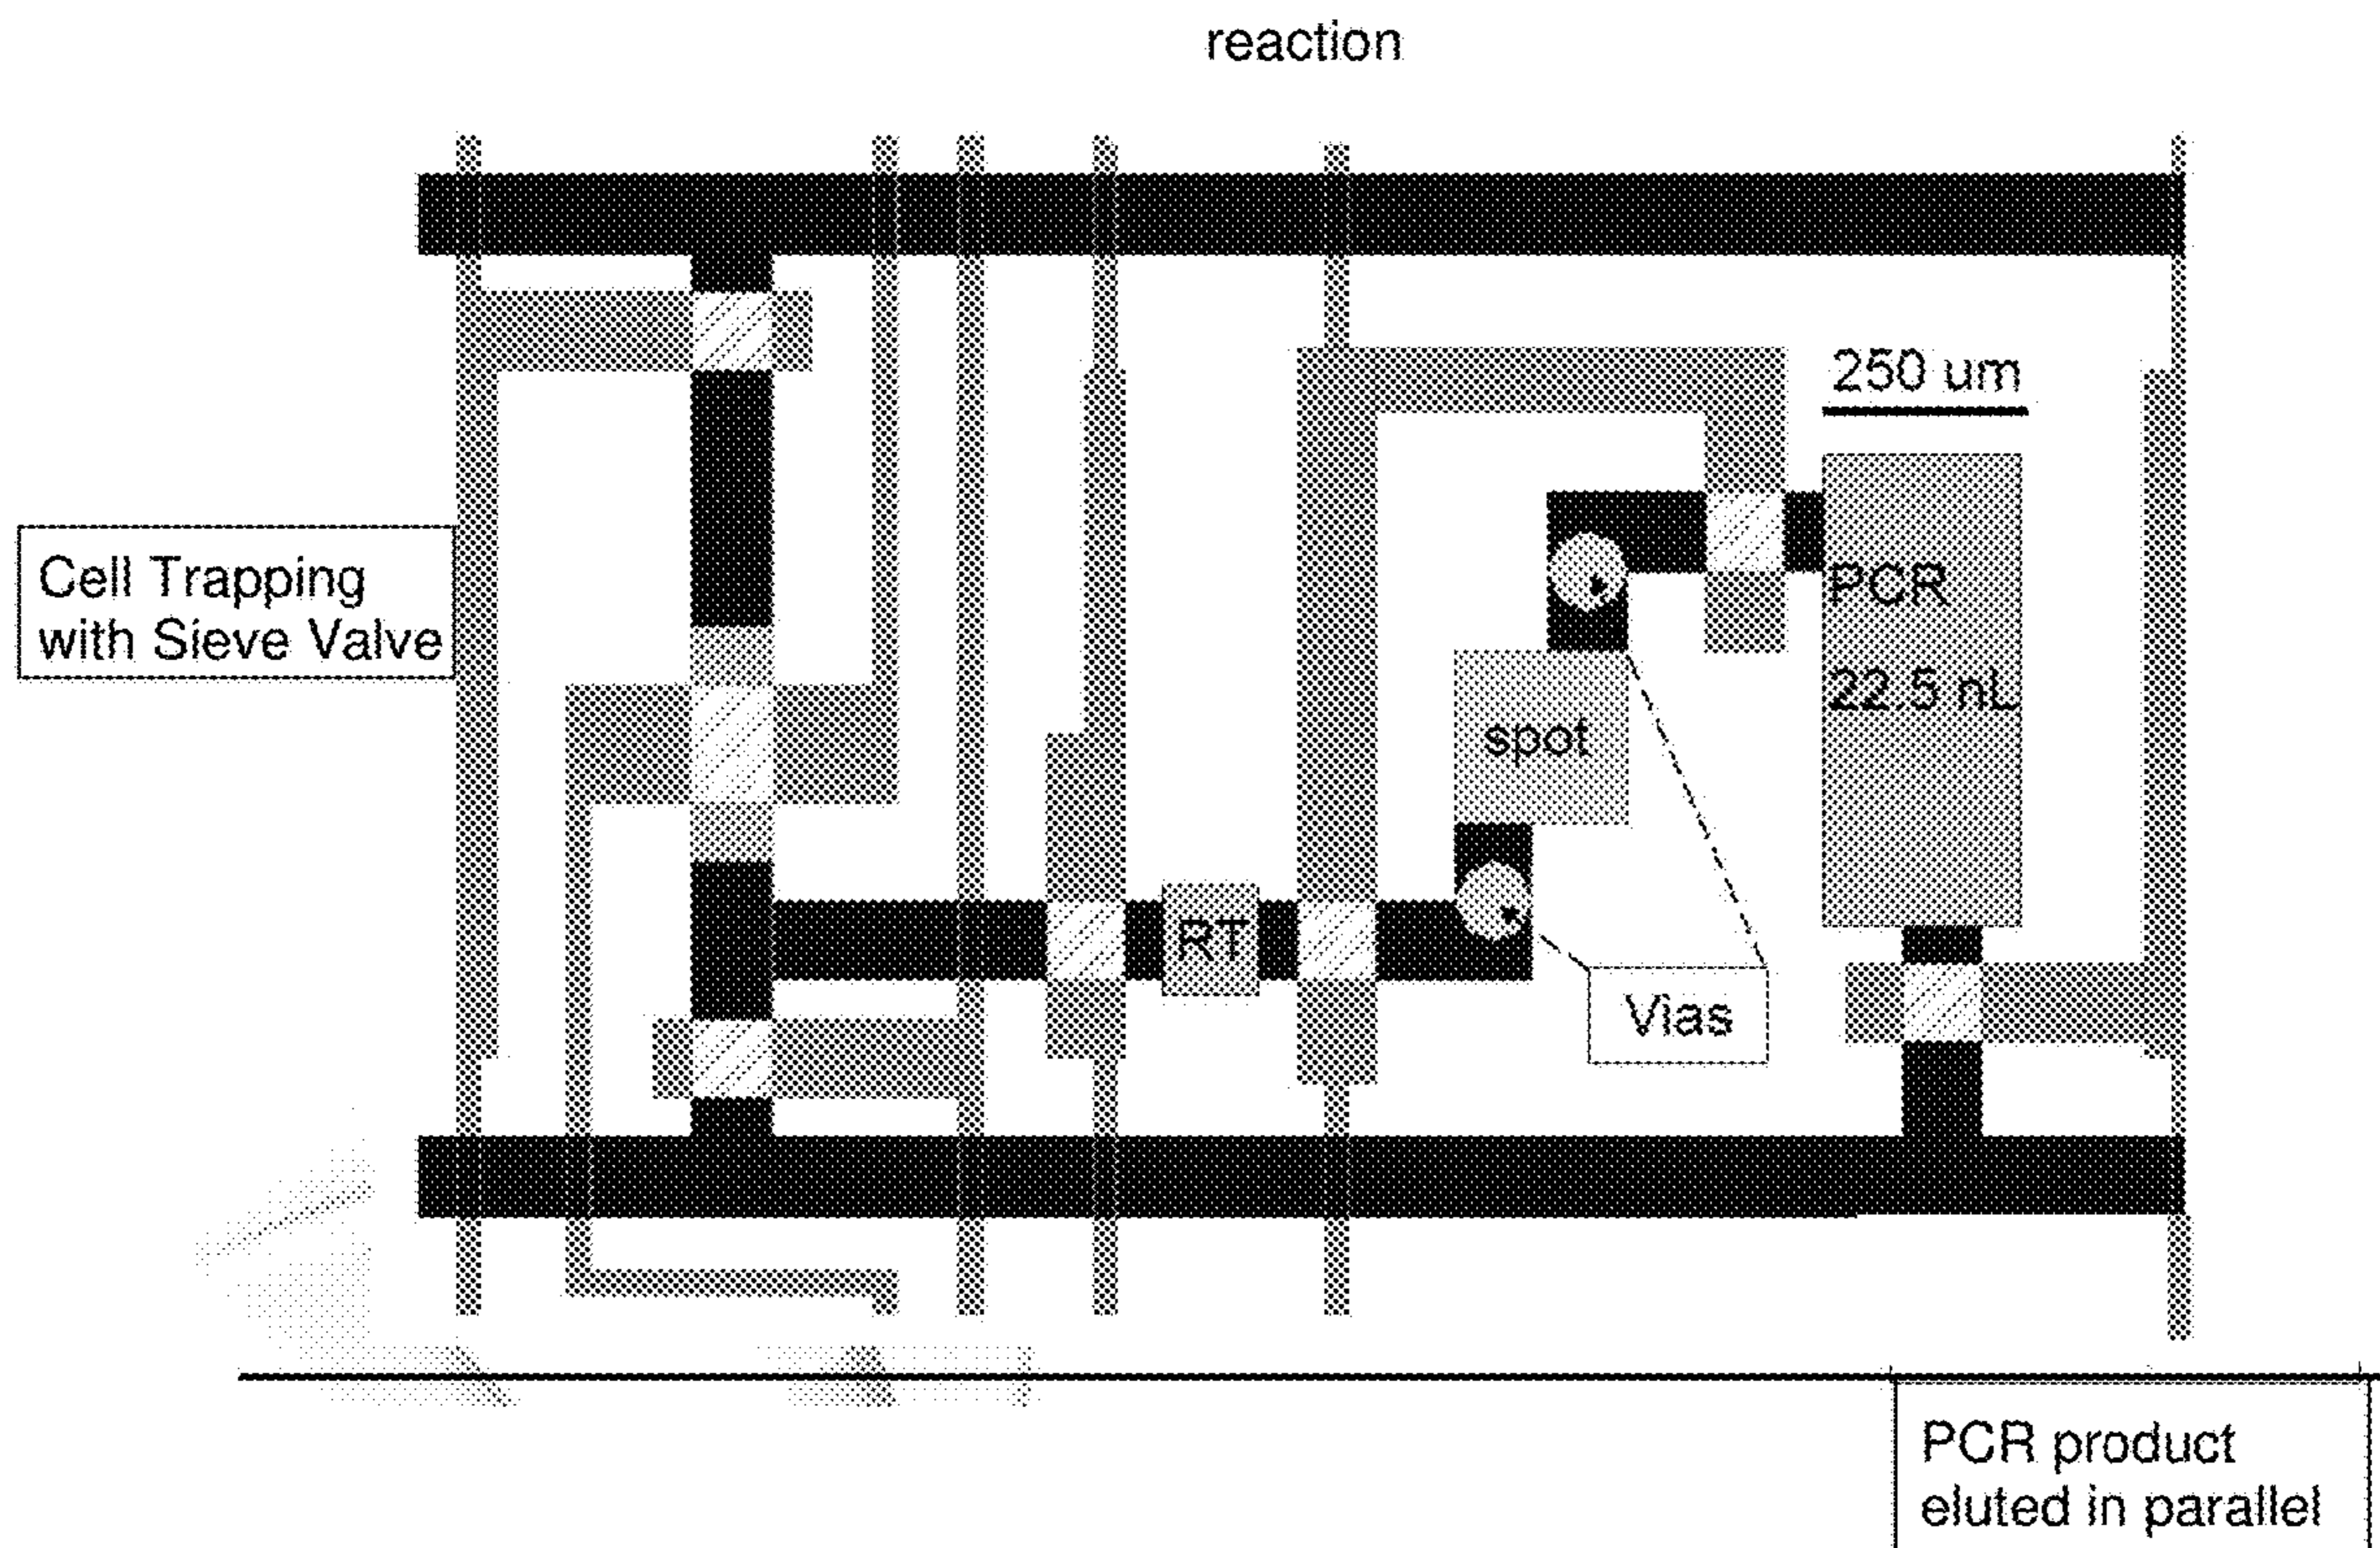 reaction
250 um
Cell Trapping
with Sieve Valve
PCR
22.5 nL
spot
RT
Vias
PCR product
eluted in parallel